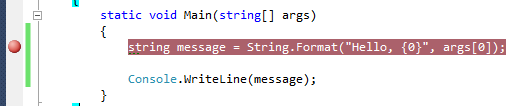 {
static void Main(string[] args)
{
string message = String.Format("Hello, {0}", args[0]);
Console.WriteLine(message);
}